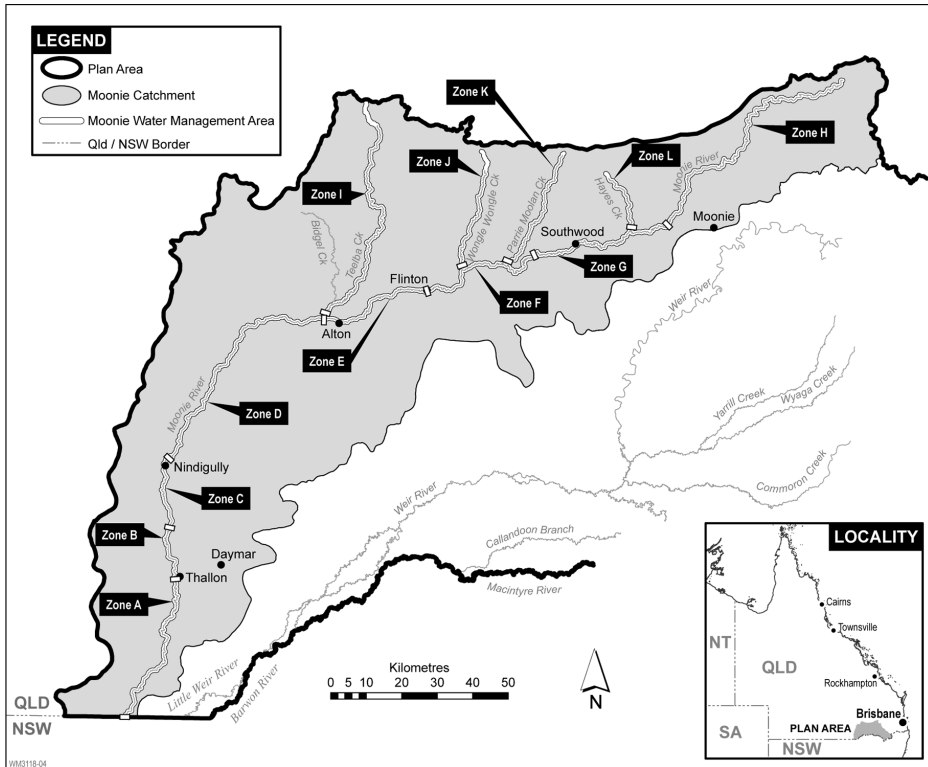 LEGEND
Plan Area
Moonie Catchment
Moonie Water Management Area
Qld / NSW Border
Zone K
Zone H
Zone J
Zone L
Zone I
Moonie River
Hayes Ck
Parrie Moolan Ck
Wongle Wongle Ck
Bidgel Ck
Teelba Ck
Moonie
Southwood
Zone G
Flinton
Zone F
Weir River
Alton
Zone E
Moonie River
Zone D
Yarrill Creek
Wyaga Creek
Nindigully
Commoron Creek
Zone C
Weir River
Zone B
Callandoon Branch
Daymar
Thallon
Macintyre River
Zone A
Little Weir River
Barwon River
Kilometres
0 5 10 20 30 40 50
N
QLD
NSW
LOCALITY
Cairns
Townsville
NT
QLD
Rockhampton
Brisbane
SA
PLAN AREA
NSW
WM3118-04